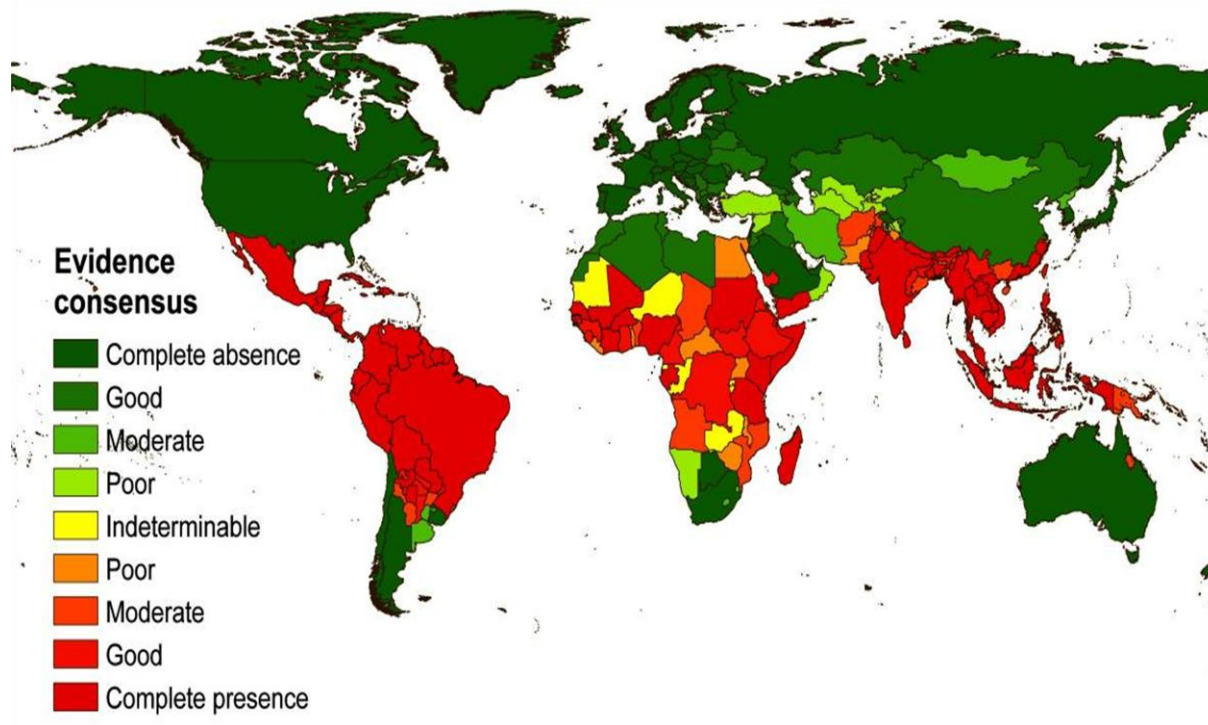 Evidence
consensus
Complete absence
Good
Moderate
Poor
Indeterminable
Poor
Moderate
Good
Complete presence